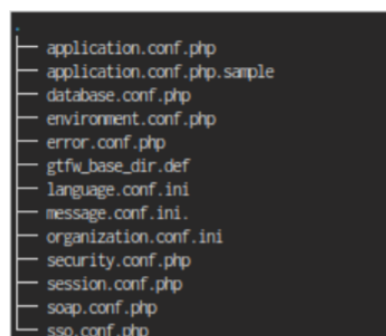 .
├── application.conf.php
├── application.conf.php.sample
├── database.conf.php
├── environment.conf.php
├── error.conf.php
├── gtfw_base_dir.def
├── language.conf.ini
├── message.conf.ini.
├── organization.conf.ini
├── security.conf.php
├── session.conf.php
├── soap.conf.php
└── sso.conf.php